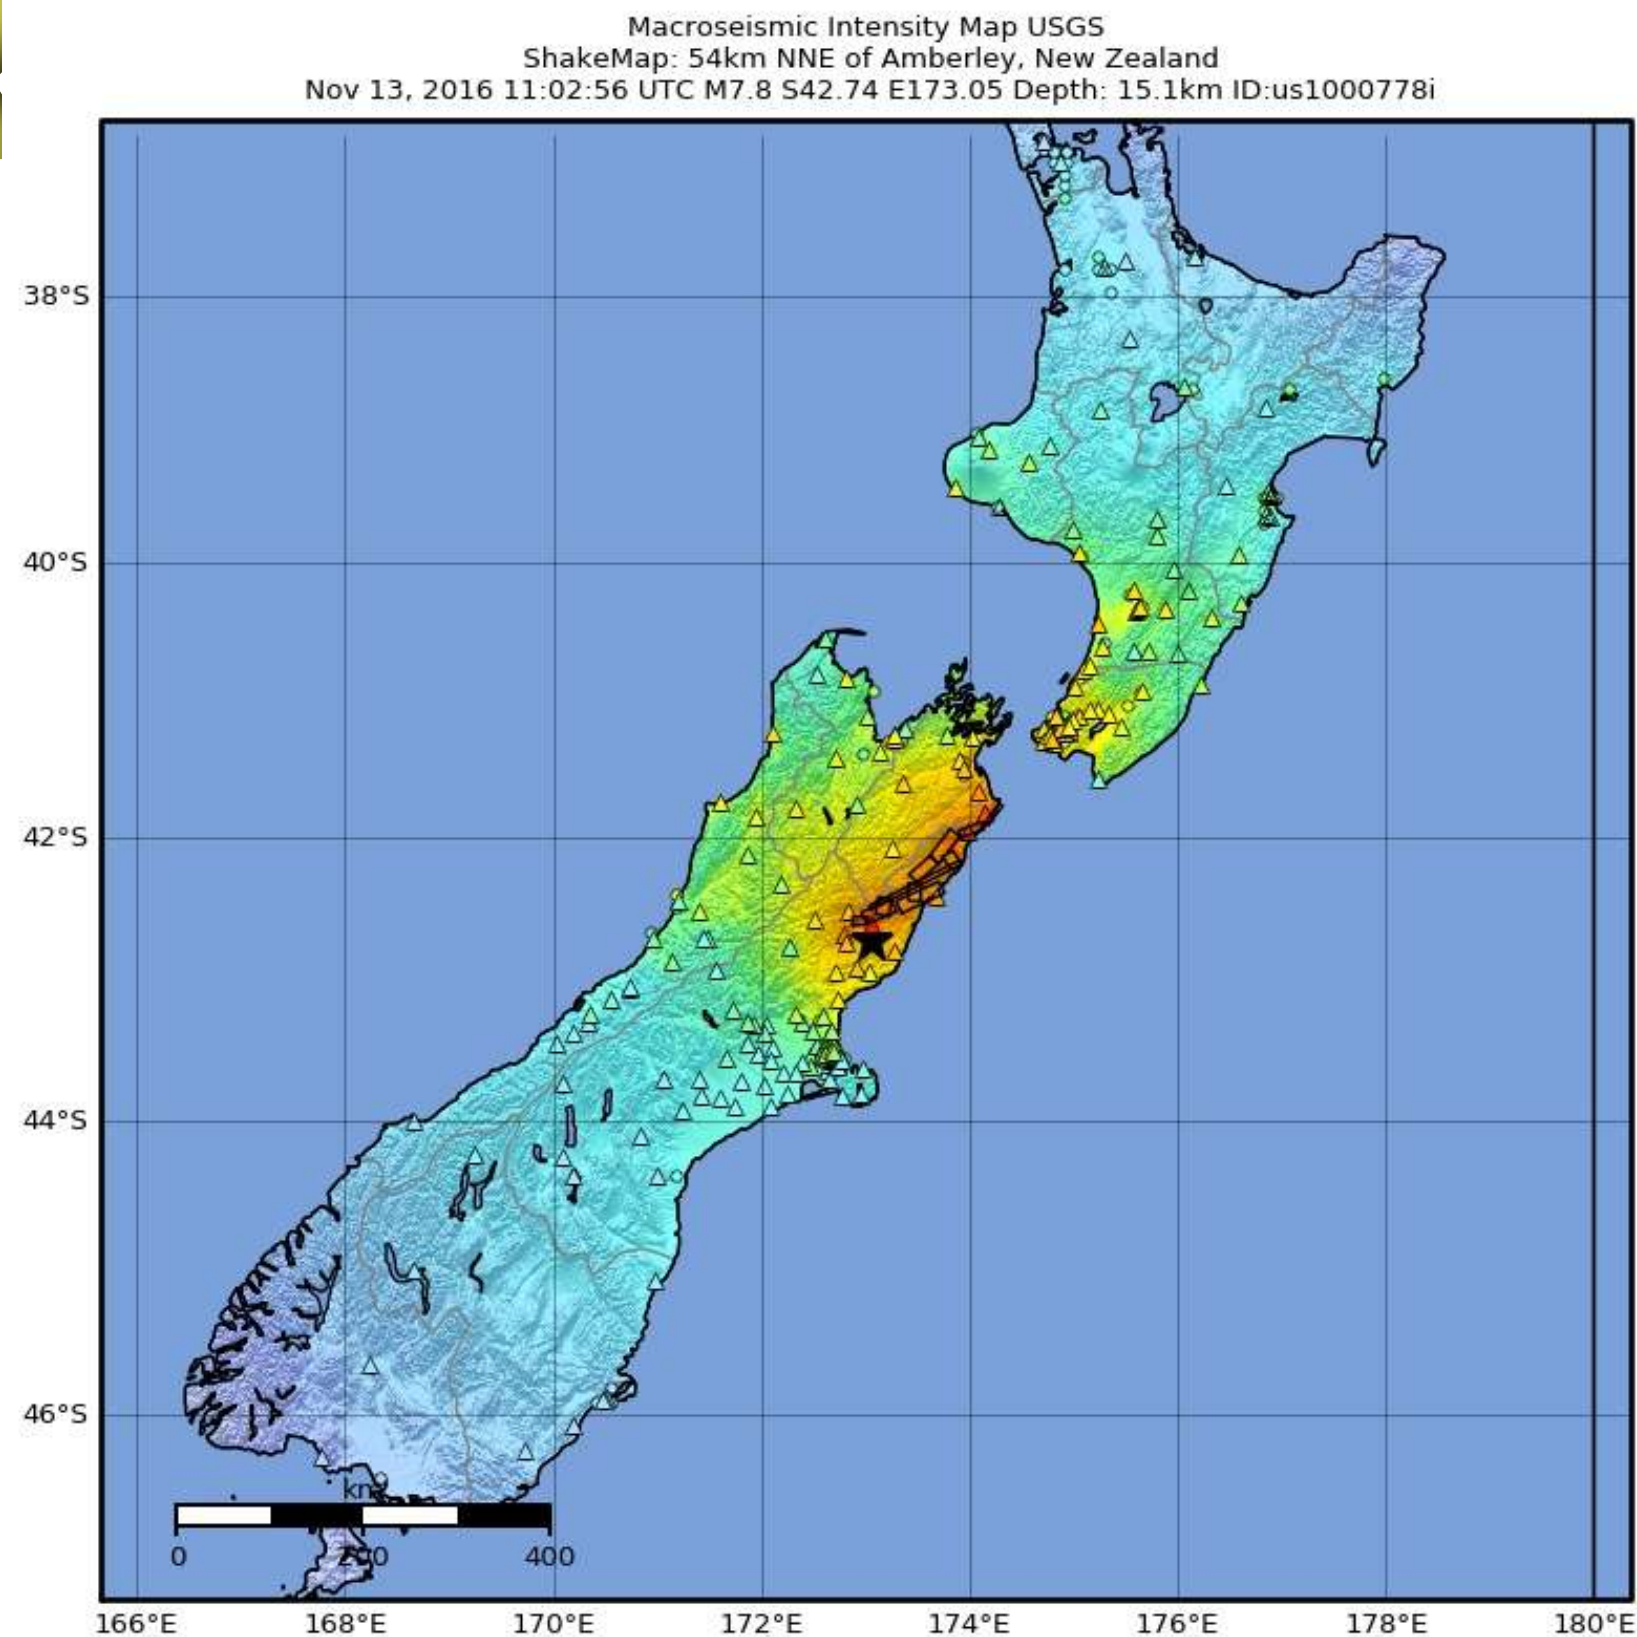 Macroseismic Intensity Map USGS
ShakeMap: 54km NNE of Amberley, New Zealand
Nov 13, 2016 11:02:56 UTC M7.8 S42.74 E173.05 Depth: 15.1km ID:us1000778i
38°S
40°S
42°S
44°S
46°S
km
0 200 400
166°E 168°E 170°E 172°E 174°E 176°E 178°E 180°E